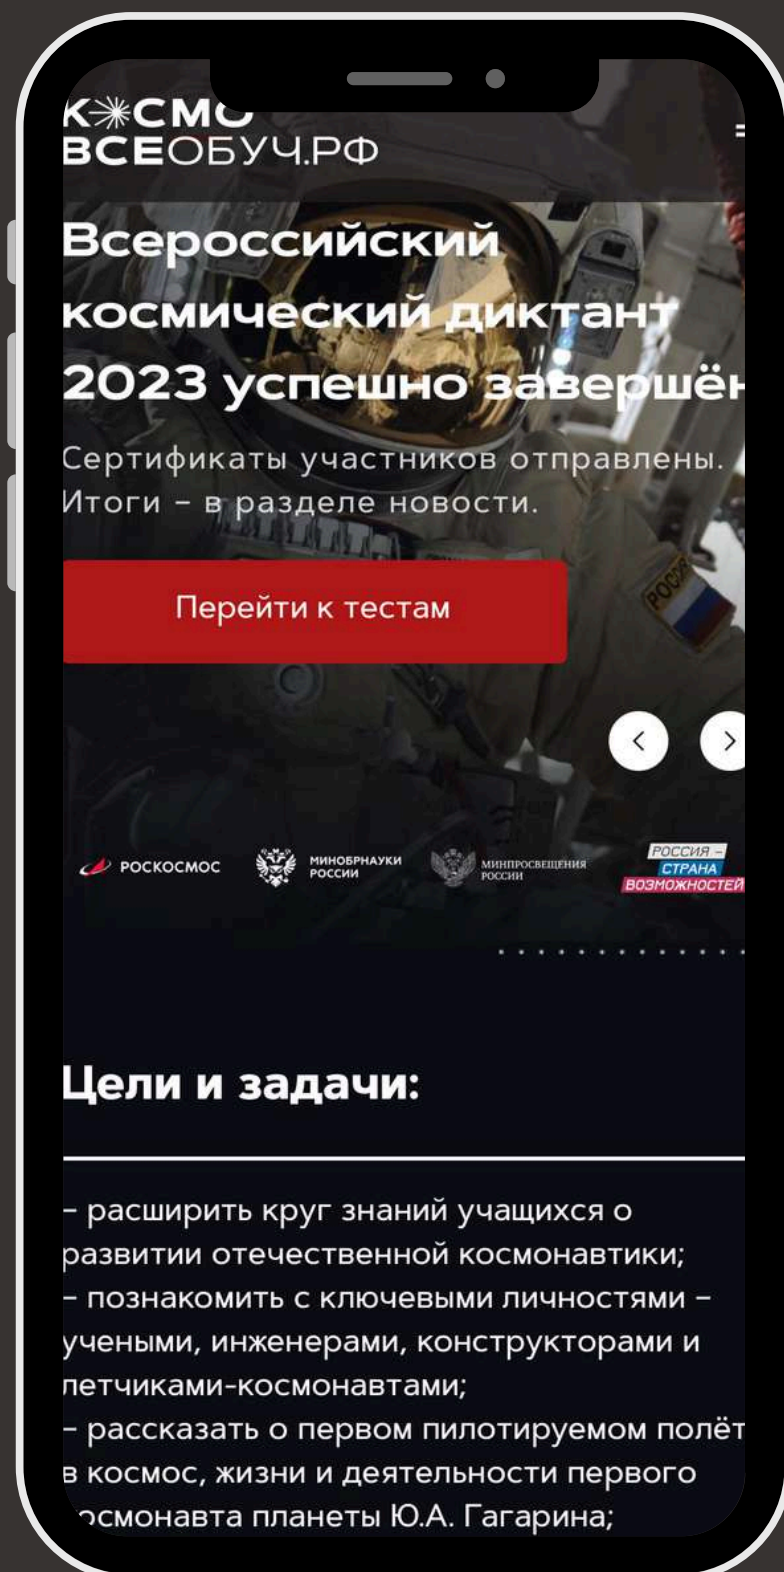 К✳СМО
ВСЕОБУЧ.РФ
Всероссийский
космический диктант
2023 успешно завершён
Сертификаты участников отправлены.
Итоги – в разделе новости.
РОССИЯ
Перейти к тестам
РОСКОСМОС
МИНОБРНАУКИ
РОССИИ
МИНПРОСВЕЩЕНИЯ
РОССИИ
РОССИЯ –
СТРАНА
ВОЗМОЖНОСТЕЙ
Цели и задачи:
– расширить круг знаний учащихся о
развитии отечественной космонавтики;
– познакомить с ключевыми личностями –
учеными, инженерами, конструкторами и
летчиками-космонавтами;
– рассказать о первом пилотируемом полёт
в космос, жизни и деятельности первого
космонавта планеты Ю.А. Гагарина;